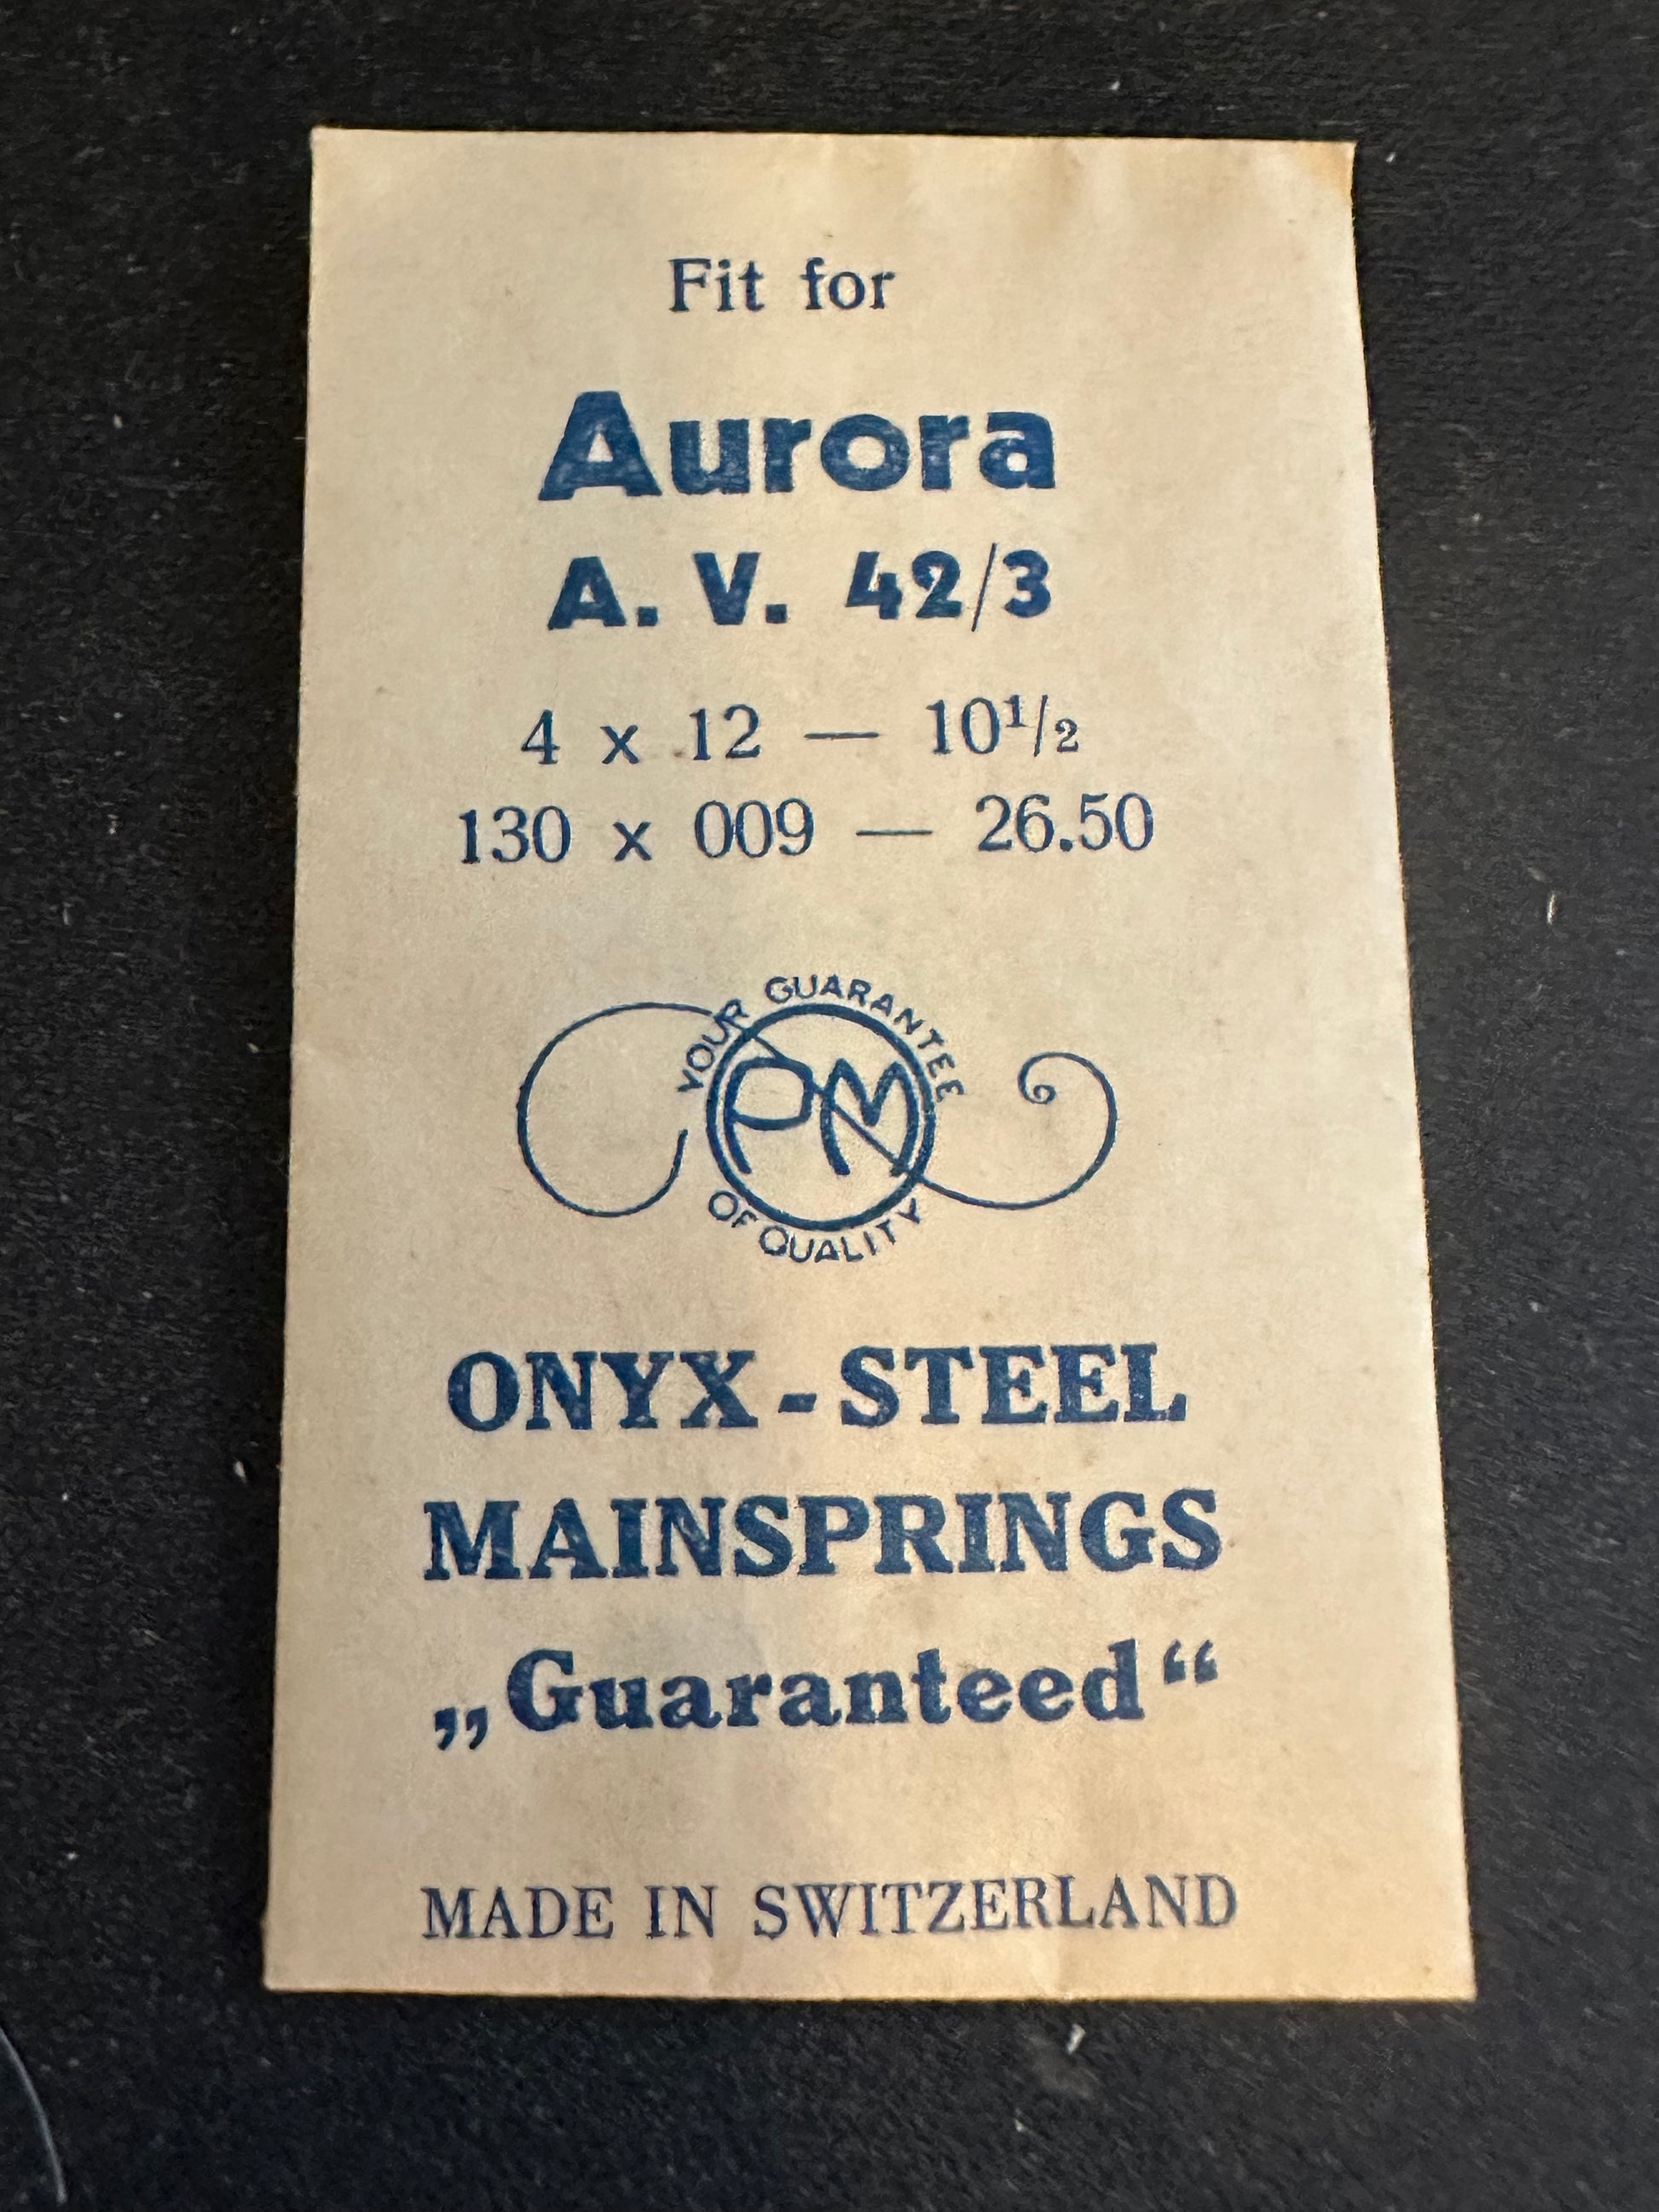 Fit for
Aurora
A. V. 42/3
4 x 12 — 10¹/₂
130 x 009 — 26.50
YOUR GUARANTEE
PM
OF QUALITY
ONYX-STEEL
MAINSPRINGS
„Guaranteed“
MADE IN SWITZERLAND